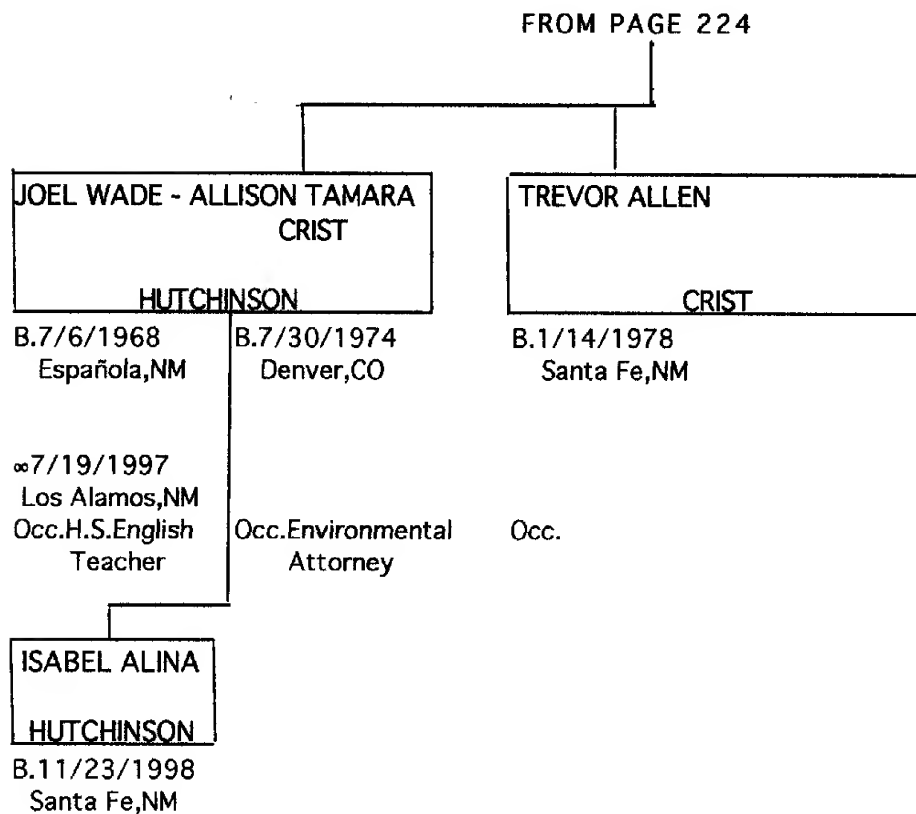 FROM PAGE 224
JOEL WADE - ALLISON TAMARA
CRIST
HUTCHINSON
B.7/6/1968
Española,NM
B.7/30/1974
Denver,CO
∞7/19/1997
Los Alamos,NM
Occ.H.S.English
Teacher
Occ.Environmental
Attorney
TREVOR ALLEN
CRIST
B.1/14/1978
Santa Fe,NM
Occ.
ISABEL ALINA
HUTCHINSON
B.11/23/1998
Santa Fe,NM